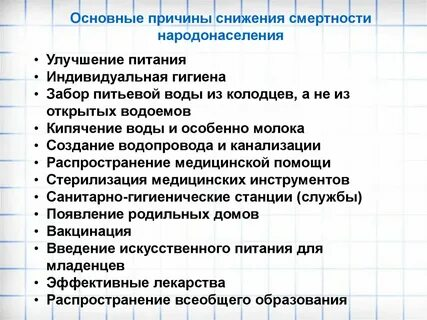 Основные причины снижения смертности
народонаселения
• Улучшение питания
• Индивидуальная гигиена
• Забор питьевой воды из колодцев, а не из
открытых водоемов
• Кипячение воды и особенно молока
• Создание водопровода и канализации
• Распространение медицинской помощи
• Стерилизация медицинских инструментов
• Санитарно-гигиенические станции (службы)
• Появление родильных домов
• Вакцинация
• Введение искусственного питания для
младенцев
• Эффективные лекарства
• Распространение всеобщего образования